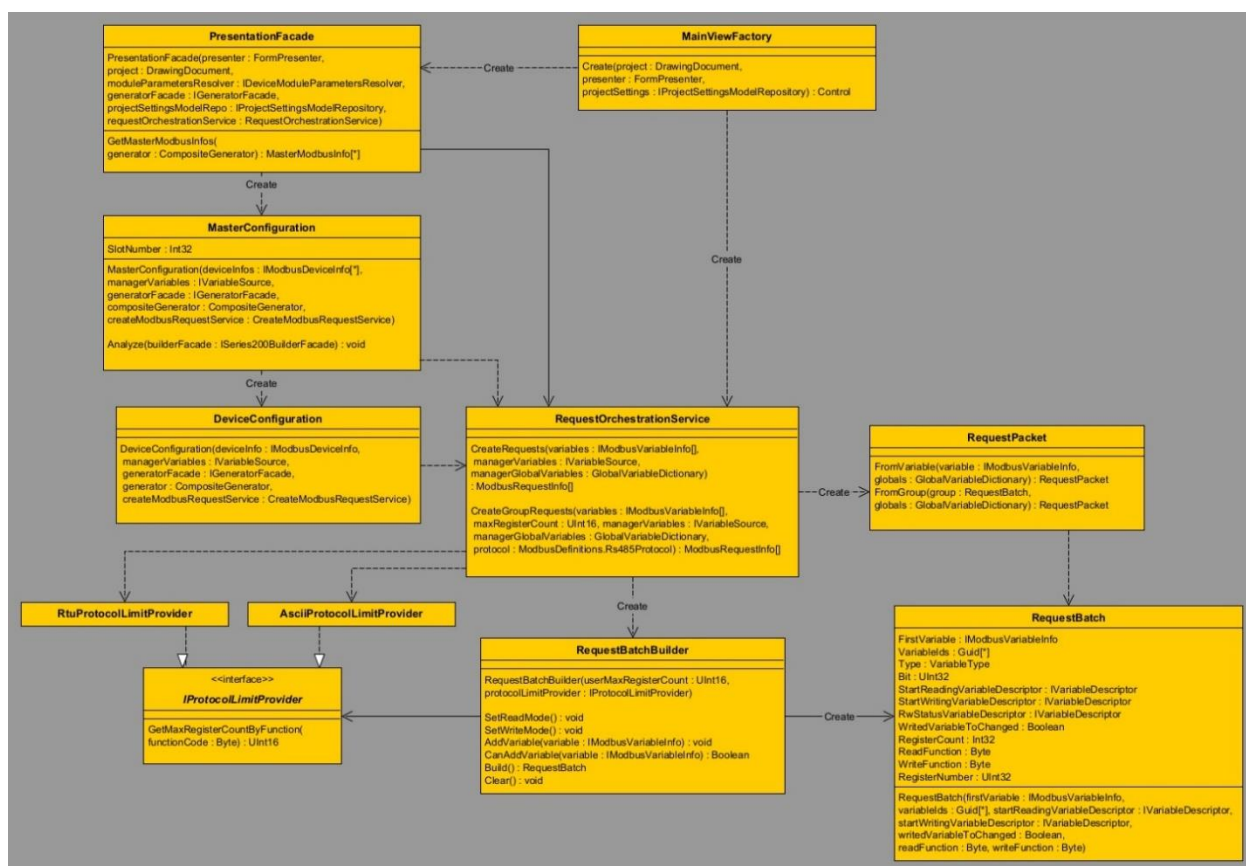 PresentationFacade
PresentationFacade(presenter : FormPresenter,
project : DrawingDocument,
moduleParametersResolver : IDeviceModuleParametersResolver,
generatorFacade : IGeneratorFacade,
projectSettingsModelRepo : IProjectSettingsModelRepository,
requestOrchestrationService : RequestOrchestrationService)
GetMasterModbusInfos(
generator : CompositeGenerator) : MasterModbusInfo[*]
Create
MainViewFactory
Create(project : DrawingDocument,
presenter : FormPresenter,
projectSettings : IProjectSettingsModelRepository) : Control
Create
MasterConfiguration
SlotNumber : Int32
MasterConfiguration(deviceInfos : IModbusDeviceInfo[*],
managerVariables : IVariableSource,
generatorFacade : IGeneratorFacade,
compositeGenerator : CompositeGenerator,
createModbusRequestService : CreateModbusRequestService)
Analyze(builderFacade : ISeries200BuilderFacade) : void
Create
Create
DeviceConfiguration
DeviceConfiguration(deviceInfo : IModbusDeviceInfo,
managerVariables : IVariableSource,
generatorFacade : IGeneratorFacade,
generator : CompositeGenerator,
createModbusRequestService : CreateModbusRequestService)
RequestOrchestrationService
CreateRequests(variables : IModbusVariableInfo[],
managerVariables : IVariableSource,
managerGlobalVariables : GlobalVariableDictionary)
: ModbusRequestInfo[]
CreateGroupRequests(variables : IModbusVariableInfo[],
maxRegisterCount : UInt16, managerVariables : IVariableSource,
managerGlobalVariables : GlobalVariableDictionary,
protocol : ModbusDefinitions.Rs485Protocol) : ModbusRequestInfo[]
Create
RequestPacket
FromVariable(variable : IModbusVariableInfo,
globals : GlobalVariableDictionary) : RequestPacket
FromGroup(group : RequestBatch,
globals : GlobalVariableDictionary) : RequestPacket
RtuProtocolLimitProvider
AsciiProtocolLimitProvider
Create
<<interface>>
IProtocolLimitProvider
GetMaxRegisterCountByFunction(
functionCode : Byte) : UInt16
RequestBatchBuilder
RequestBatchBuilder(userMaxRegisterCount : UInt16,
protocolLimitProvider : IProtocolLimitProvider)
SetReadMode() : void
SetWriteMode() : void
AddVariable(variable : IModbusVariableInfo) : void
CanAddVariable(variable : IModbusVariableInfo) : Boolean
Build() : RequestBatch
Clear() : void
Create
RequestBatch
FirstVariable : IModbusVariableInfo
VariableIds : Guid[*]
Type : VariableType
Bit : UInt32
StartReadingVariableDescriptor : IVariableDescriptor
StartWritingVariableDescriptor : IVariableDescriptor
RwStatusVariableDescriptor : IVariableDescriptor
WritedVariableToChanged : Boolean
RegisterCount : Int32
ReadFunction : Byte
WriteFunction : Byte
RegisterNumber : UInt32
RequestBatch(firstVariable : IModbusVariableInfo,
variableIds : Guid[*], startReadingVariableDescriptor : IVariableDescriptor,
startWritingVariableDescriptor : IVariableDescriptor,
writedVariableToChanged : Boolean,
readFunction : Byte, writeFunction : Byte)